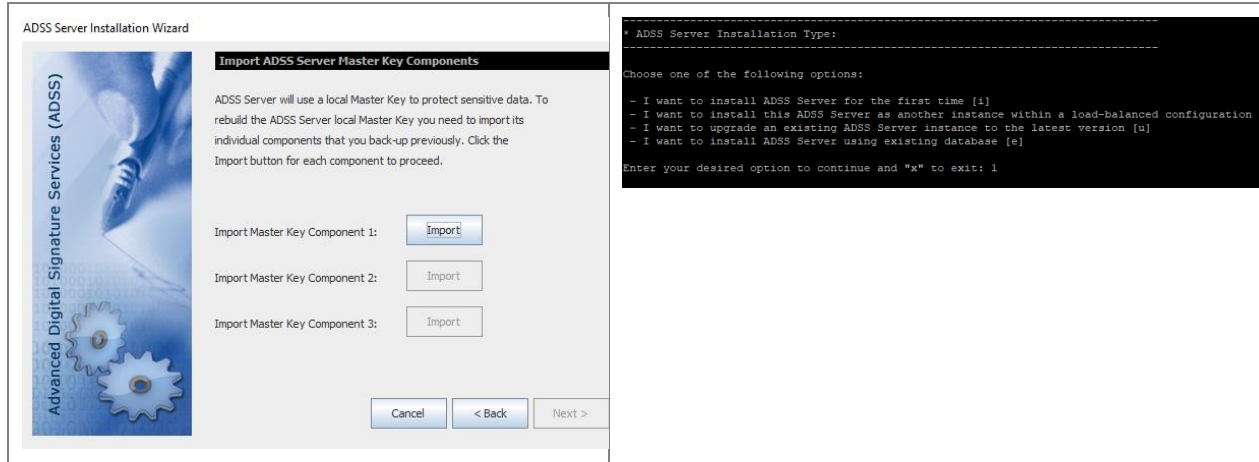 ADSS Server Installation Wizard
Advanced Digital Signature Services (ADSS)
Import ADSS Server Master Key Components
ADSS Server will use a local Master Key to protect sensitive data. To
rebuild the ADSS Server local Master Key you need to import its
individual components that you back-up previously. Click the
Import button for each component to proceed.
Import Master Key Component 1:
Import
Import Master Key Component 2:
Import
Import Master Key Component 3:
Import
Cancel
< Back
Next >
--------------------------------------------------------------------------
* ADSS Server Installation Type:
--------------------------------------------------------------------------
Choose one of the following options:
- I want to install ADSS Server for the first time [i]
- I want to install this ADSS Server as another instance within a load-balanced configuration
- I want to upgrade an existing ADSS Server instance to the latest version [u]
- I want to install ADSS Server using existing database [e]
Enter your desired option to continue and "x" to exit: l